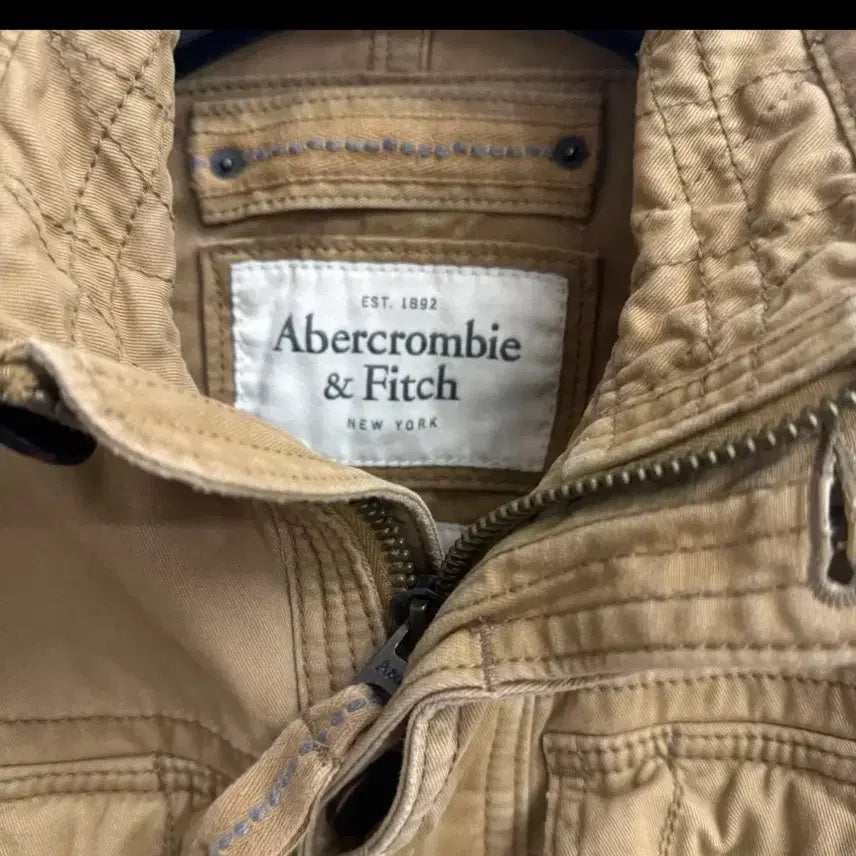 EST. 1892
Abercrombie
& Fitch
NEW YORK